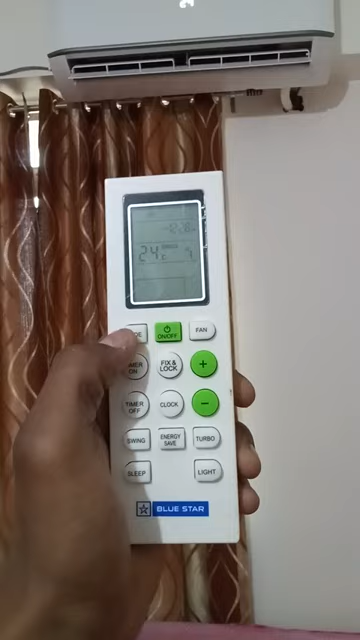 24°C
ON/OFF
FAN
FIX &
LOCK
+
TIMER
OFF
CLOCK
-
SWING
ENERGY
SAVE
TURBO
SLEEP
LIGHT
BLUE STAR